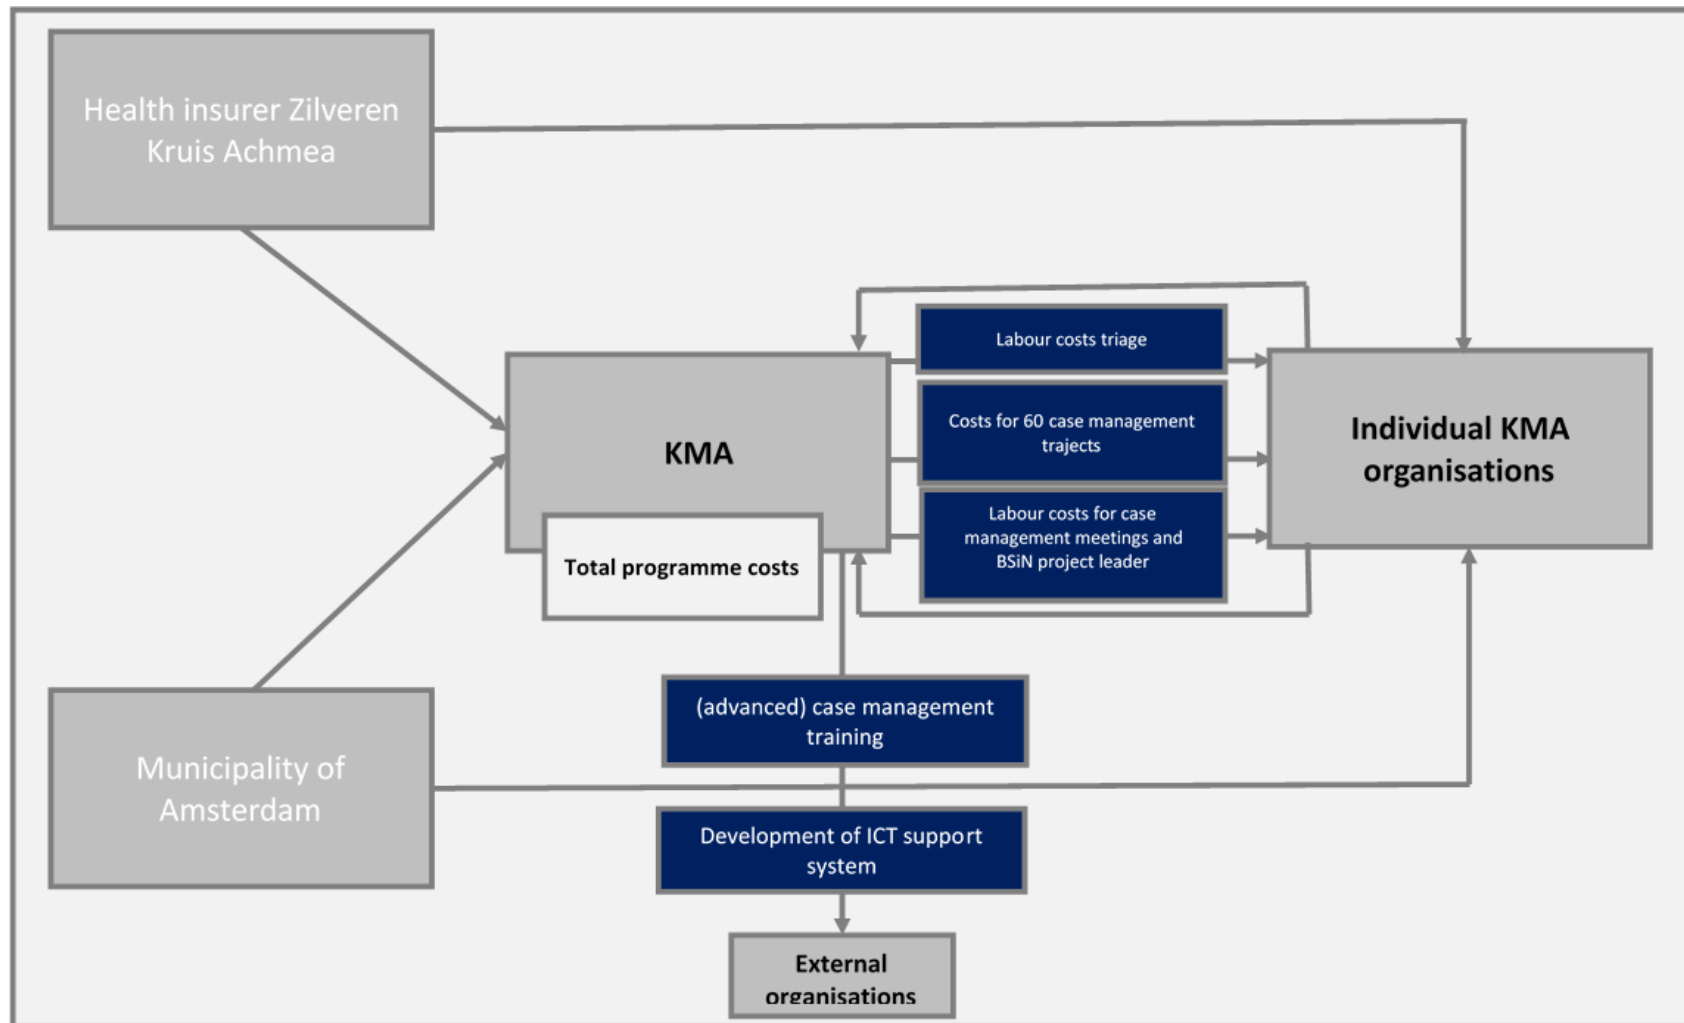 Health insurer Zilveren
Kruis Achmea
Labour costs triage
Costs for 60 case management
trajects
Labour costs for case
management meetings and
BSiN project leader
KMA
Total programme costs
Individual KMA
organisations
(advanced) case management
training
Municipality of
Amsterdam
Development of ICT support
system
External
organisations